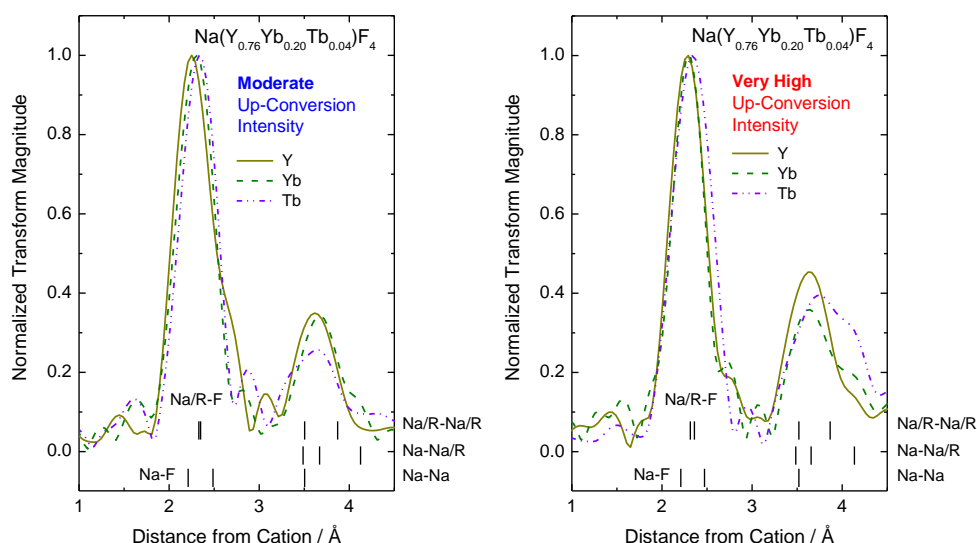 Na(Y0.76Yb0.20Tb0.04)F4
Moderate
Up-Conversion
Intensity
Y
Yb
Tb
Normalized Transform Magnitude
1.0
0.8
0.6
0.4
0.2
0.0
Na/R-F
Na-F
Na/R-Na/R
Na-Na/R
Na-Na
1 2 3 4
Distance from Cation / Å
Na(Y0.76Yb0.20Tb0.04)F4
Very High
Up-Conversion
Intensity
Y
Yb
Tb
Normalized Transform Magnitude
1.0
0.8
0.6
0.4
0.2
0.0
Na/R-F
Na-F
Na/R-Na/R
Na-Na/R
Na-Na
1 2 3 4
Distance from Cation / Å